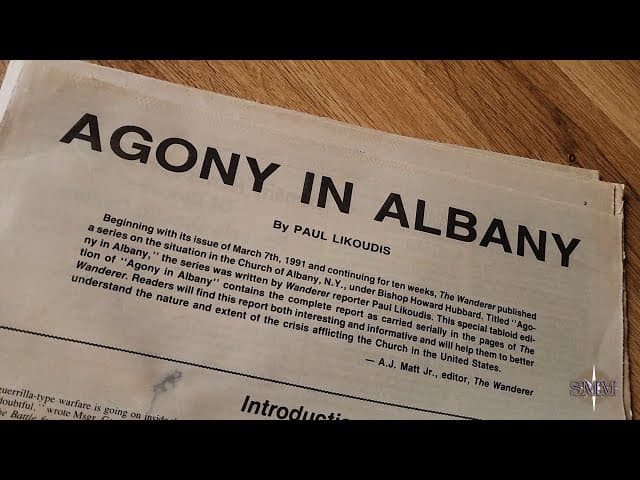 AGONY IN ALBANY
By PAUL LIKOUDIS
Beginning with its issue of March 7th, 1991 and continuing for ten weeks, The Wanderer published
a series on the situation in the Church of Albany, N.Y., under Bishop Howard Hubbard. Titled "Ago-
ny in Albany," the series was written by Wanderer reporter Paul Likoudis. This special tabloid edi-
tion of "Agony in Albany" contains the complete report as carried serially in the pages of The
Wanderer. Readers will find this report both interesting and informative and will help them to better
understand the nature and extent of the crisis afflicting the Church in the United States.
— A.J. Matt Jr., editor, The Wanderer
Introductio
guerrilla-type warfare is going on insid
doubtful," wrote Msgr.
he Battle
SMM